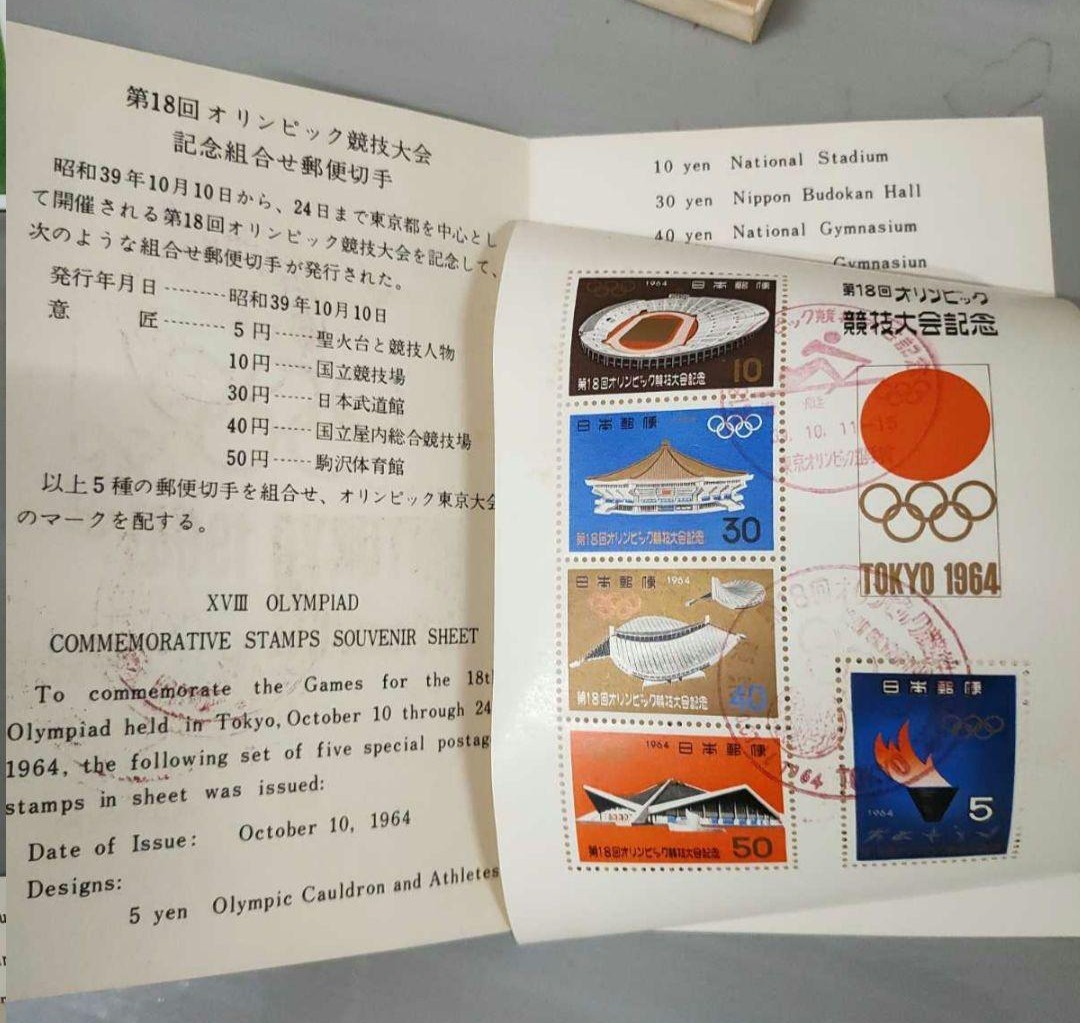 第18回オリンピック競技大会
記念組合せ郵便切手
昭和39年10月10日から、24日まで東京都を中心とし
て開催される第18回オリンピック競技大会を記念して、
次のような組合せ郵便切手が発行された。
発行年月日………昭和39年10月10日
意 匠………5円……聖火台と競技人物
10円……国立競技場
30円……日本武道館
40円……国立屋内総合競技場
50円……駒沢体育館
以上5種の郵便切手を組合せ、オリンピック東京大会
のマークを配する。
XVIII OLYMPIAD
COMMEMORATIVE STAMPS SOUVENIR SHEET
To commemorate the Games for the 18t
Olympiad held in Tokyo, October 10 through 24
1964, the following set of five special postag
stamps in sheet was issued:
Date of Issue: October 10, 1964
Designs:
5 yen Olympic Cauldron and Athletes
10 yen National Stadium
30 yen Nippon Budokan Hall
40 yen National Gymnasium
Gymnasiun
第18回オリンピック
競技大会記念
1964 日本郵便
第18回オリンピック競技大会記念 10
日本郵便
第18回オリンピック競技大会記念 30
日本郵便 1964
第18回オリンピック競技大会記念 40
1964 日本郵便
第18回オリンピック競技大会記念 50
TOKYO 1964
日本郵便
1964 5
10. 11
1964